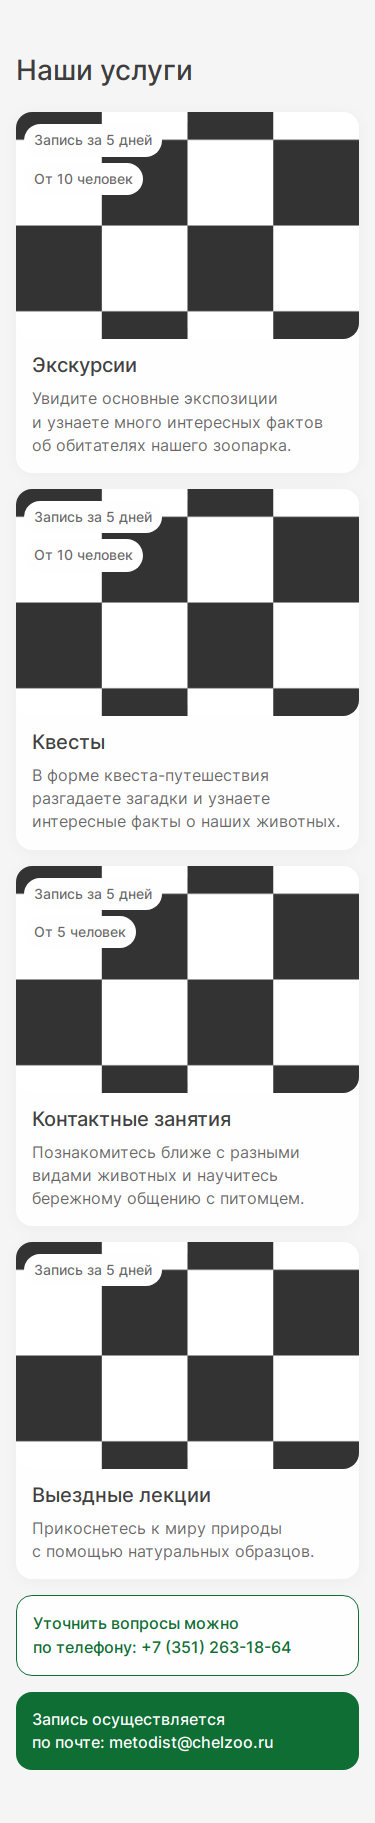 Наши услуги
Запись за 5 дней
От 10 человек
Экскурсии
Увидите основные экспозиции
и узнаете много интересных фактов
об обитателях нашего зоопарка.
Запись за 5 дней
От 10 человек
Квесты
В форме квеста-путешествия
разгадаете загадки и узнаете
интересные факты о наших животных.
Запись за 5 дней
От 5 человек
Контактные занятия
Познакомитесь ближе с разными
видами животных и научитесь
бережному общению с питомцем.
Запись за 5 дней
Выездные лекции
Прикоснетесь к миру природы
с помощью натуральных образцов.
Уточнить вопросы можно
по телефону: +7 (351) 263-18-64
Запись осуществляется
по почте: metodist@chelzoo.ru